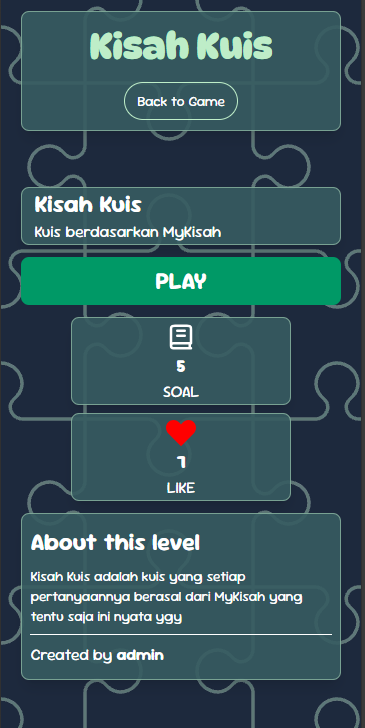 Kisah Kuis
Back to Game
Kisah Kuis
Kuis berdasarkan MyKisah
PLAY
5
SOAL
1
LIKE
About this level
Kisah Kuis adalah kuis yang setiap
pertanyaannya berasal dari MyKisah yang
tentu saja ini nyata ygy
Created by admin